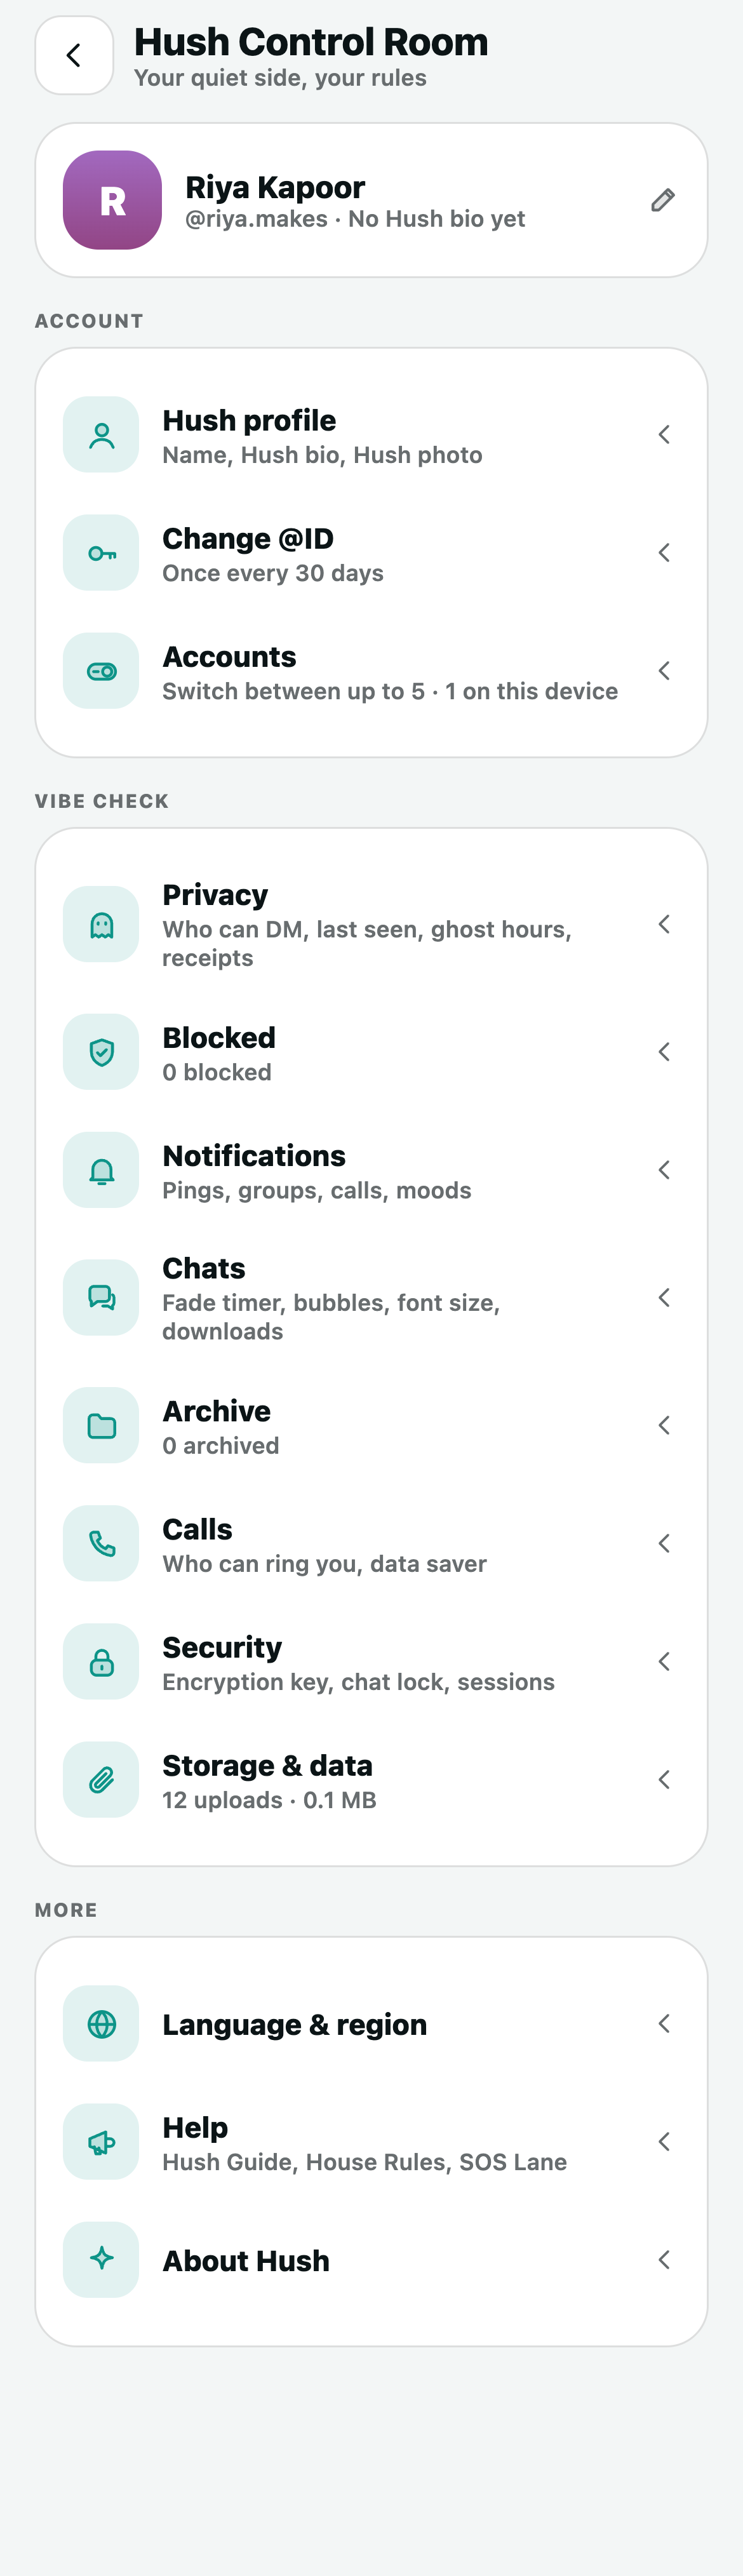 Hush Control Room
Your quiet side, your rules
R
Riya Kapoor
@riya.makes · No Hush bio yet
ACCOUNT
Hush profile
Name, Hush bio, Hush photo
Change @ID
Once every 30 days
Accounts
Switch between up to 5 · 1 on this device
VIBE CHECK
Privacy
Who can DM, last seen, ghost hours,
receipts
Blocked
0 blocked
Notifications
Pings, groups, calls, moods
Chats
Fade timer, bubbles, font size,
downloads
Archive
0 archived
Calls
Who can ring you, data saver
Security
Encryption key, chat lock, sessions
Storage & data
12 uploads · 0.1 MB
MORE
Language & region
Help
Hush Guide, House Rules, SOS Lane
About Hush